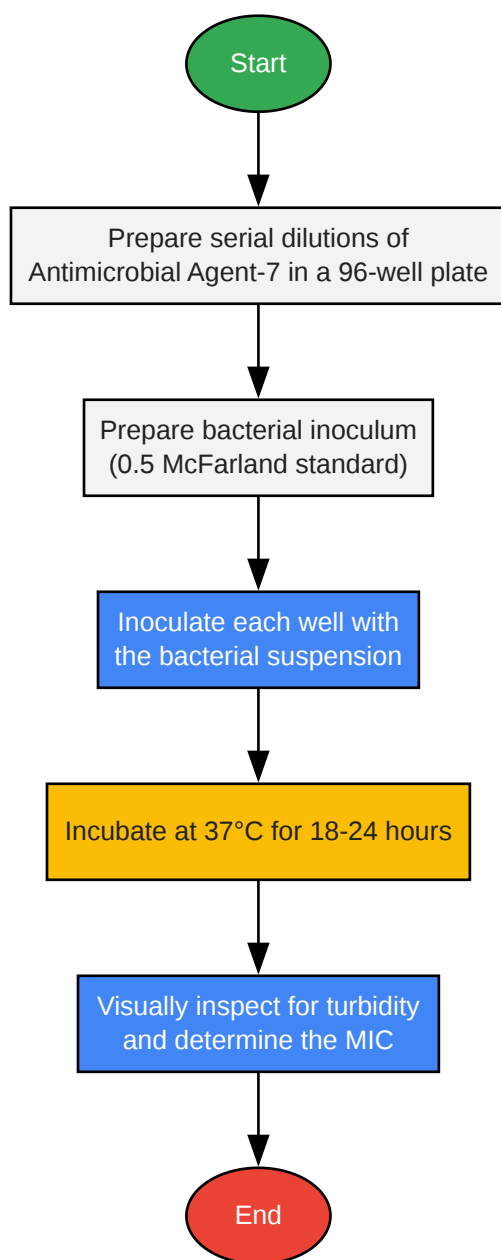 Start
Prepare serial dilutions of
Antimicrobial Agent-7 in a 96-well plate
Prepare bacterial inoculum
(0.5 McFarland standard)
Inoculate each well with
the bacterial suspension
Incubate at 37°C for 18-24 hours
Visually inspect for turbidity
and determine the MIC
End